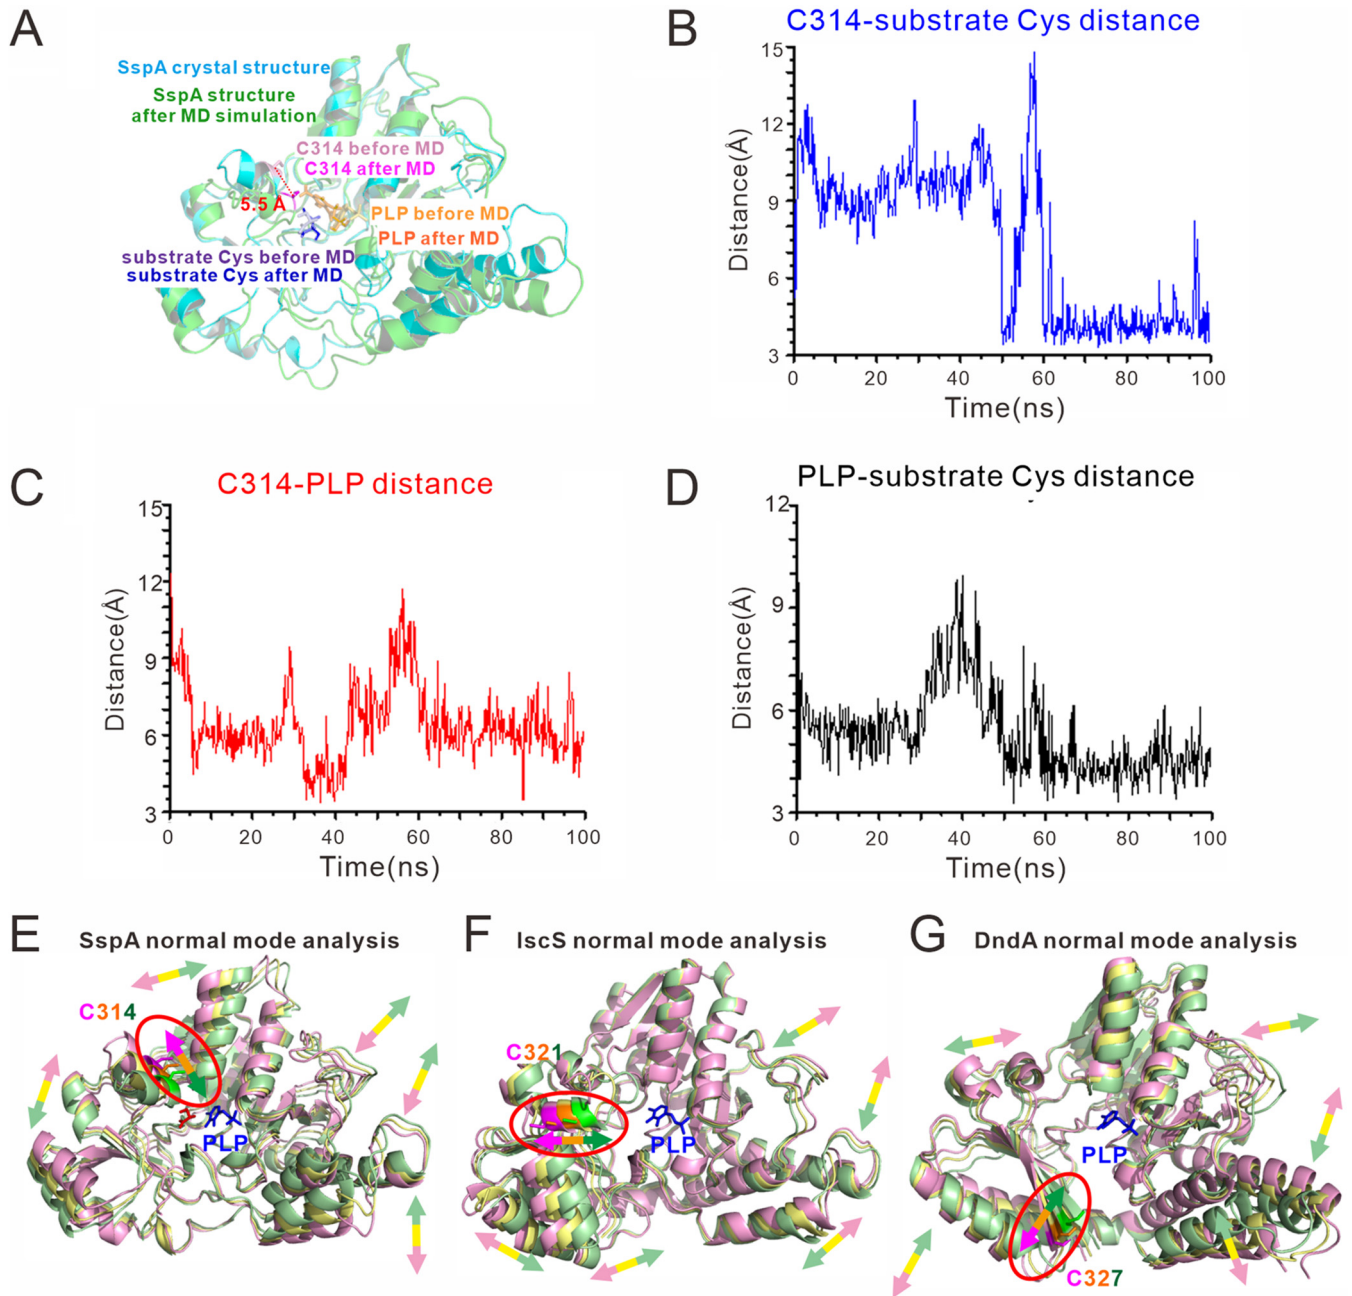 A
SspA crystal structure
SspA structure
after MD simulation
C314 before MD
C314 after MD
5.5 Å
PLP before MD
PLP after MD
substrate Cys before MD
substrate Cys after MD
B
C314-substrate Cys distance
15
12
9
6
3
Distance(Å)
0
20
40
60
80
100
Time(ns)
C
C314-PLP distance
15
12
9
6
3
Distance(Å)
0
20
40
60
80
100
Time(ns)
D
PLP-substrate Cys distance
12
9
6
3
Distance(Å)
0
20
40
60
80
100
Time(ns)
E
SspA normal mode analysis
C314
PLP
F
IscS normal mode analysis
C321
PLP
G
DndA normal mode analysis
PLP
C327